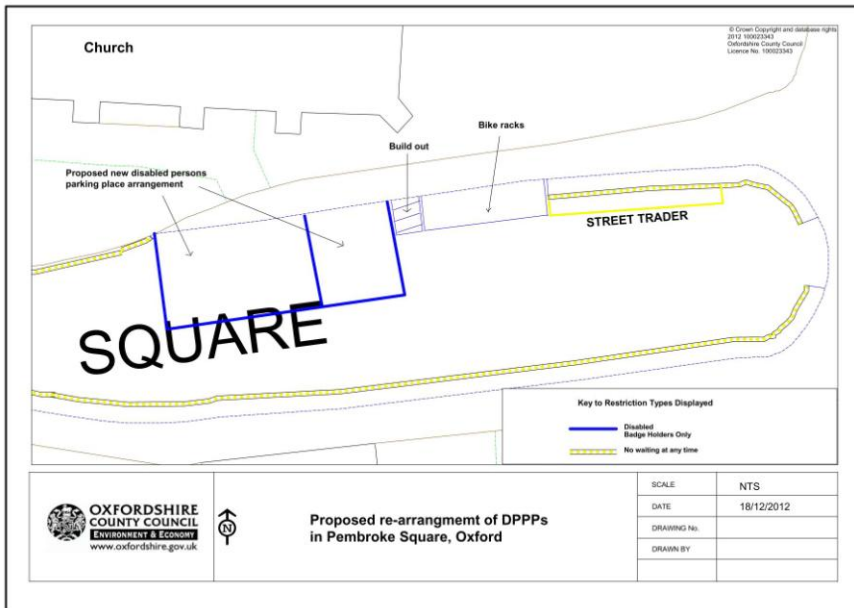 © Crown Copyright and database rights
2012 100023343
Oxfordshire County Council
Licence No. 100023343
Church
Bike racks
Build out
Proposed new disabled persons
parking place arrangement
STREET TRADER
SQUARE
Key to Restriction Types Displayed
Disabled
Badge Holders Only
No waiting at any time
OXFORDSHIRE
COUNTY COUNCIL
ENVIRONMENT & ECONOMY
www.oxfordshire.gov.uk
N
Proposed re-arrangmemt of DPPPs
in Pembroke Square, Oxford
SCALE NTS
DATE 18/12/2012
DRAWING No.
DRAWN BY